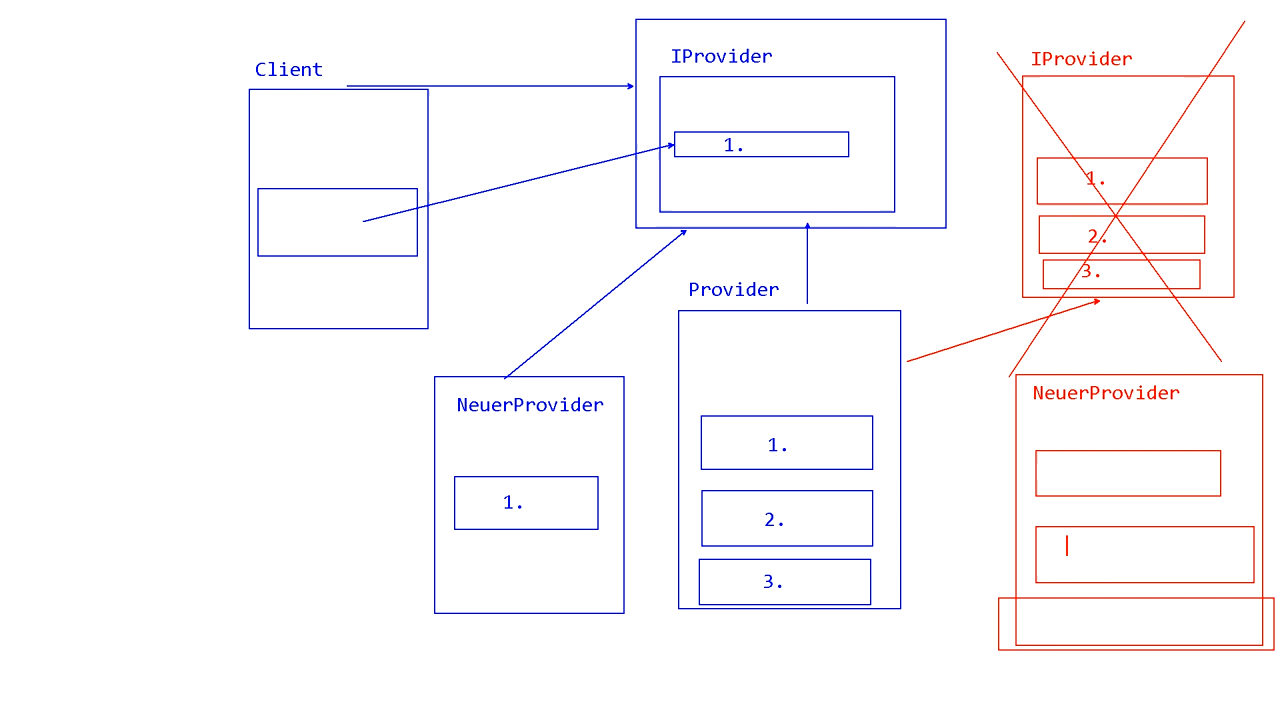 Client
IProvider
1.
NeuerProvider
1.
Provider
1.
2.
3.
IProvider
1.
2.
3.
NeuerProvider